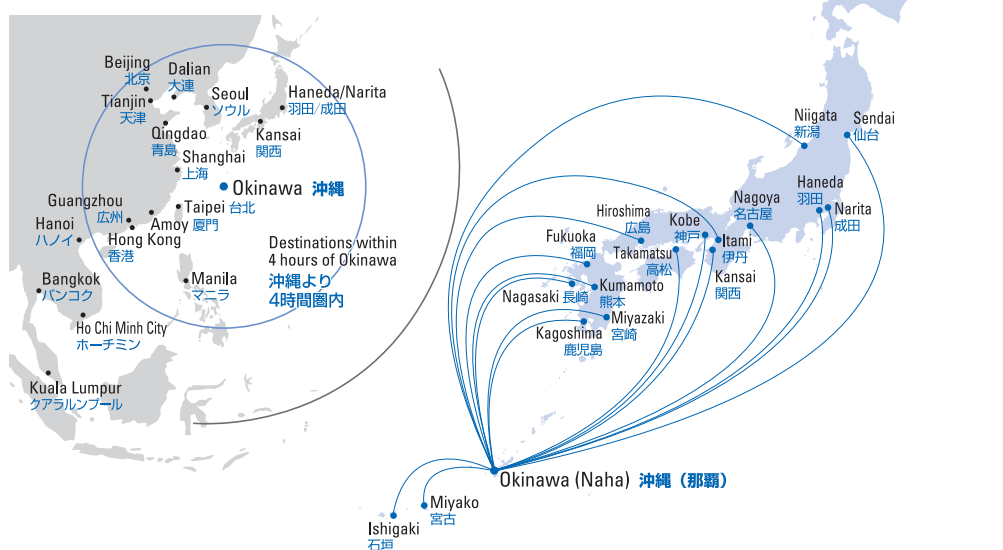 Beijing
北京
Dalian
大連
Tianjin
天津
Seoul
ソウル
Haneda/Narita
羽田/成田
Qingdao
青島
Kansai
関西
Shanghai
上海
Okinawa 沖縄
Guangzhou
広州
Taipei 台北
Amoy 厦門
Hanoi
ハノイ
Hong Kong
香港
Destinations within
4 hours of Okinawa
沖縄より
4時間圏内
Bangkok
バンコク
Manila
マニラ
Ho Chi Minh City
ホーチミン
Kuala Lumpur
クアラルンプール
Niigata
新潟
Sendai
仙台
Haneda
羽田
Narita
成田
Nagoya
名古屋
Hiroshima
広島
Kobe
神戸
Itami
伊丹
Fukuoka
福岡
Takamatsu
高松
Kansai
関西
Nagasaki 長崎
Kumamoto
熊本
Kagoshima
鹿児島
Miyazaki
宮崎
Okinawa (Naha) 沖縄（那覇）
Miyako
宮古
Ishigaki
石垣